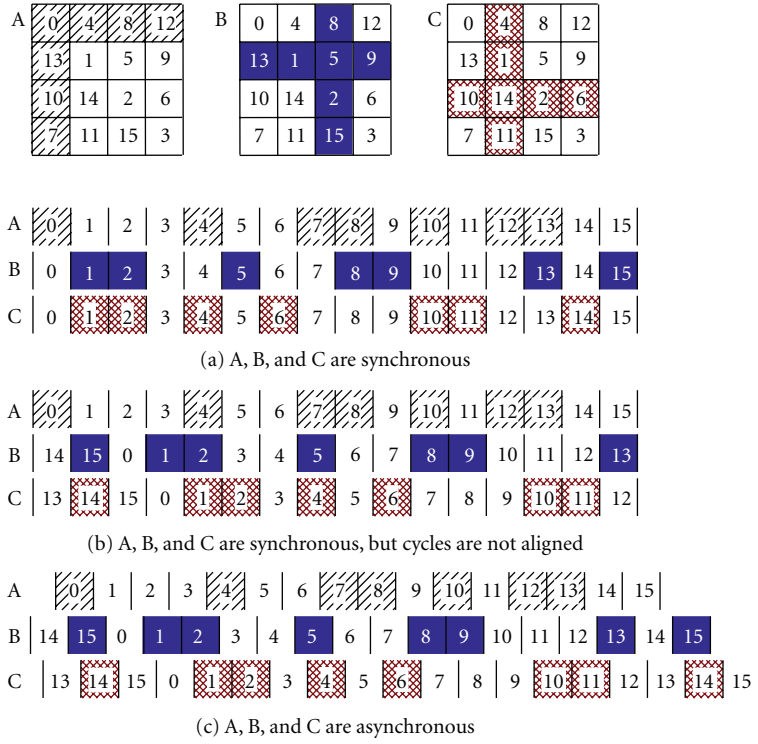 A B C
0 4 8 12 0 4 8 12 0 4 8 12
13 1 5 9 13 1 5 9 13 1 5 9
10 14 2 6 10 14 2 6 10 14 2 6
7 11 15 3 7 11 15 3 7 11 15 3
A 0 1 2 3 4 5 6 7 8 9 10 11 12 13 14 15
B 0 1 2 3 4 5 6 7 8 9 10 11 12 13 14 15
C 0 1 2 3 4 5 6 7 8 9 10 11 12 13 14 15
(a) A, B, and C are synchronous
A 0 1 2 3 4 5 6 7 8 9 10 11 12 13 14 15
B 14 15 0 1 2 3 4 5 6 7 8 9 10 11 12 13
C 13 14 15 0 1 2 3 4 5 6 7 8 9 10 11 12
(b) A, B, and C are synchronous, but cycles are not aligned
A 0 1 2 3 4 5 6 7 8 9 10 11 12 13 14 15
B 14 15 0 1 2 3 4 5 6 7 8 9 10 11 12 13 14 15
C 13 14 15 0 1 2 3 4 5 6 7 8 9 10 11 12 13 14 15
(c) A, B, and C are asynchronous